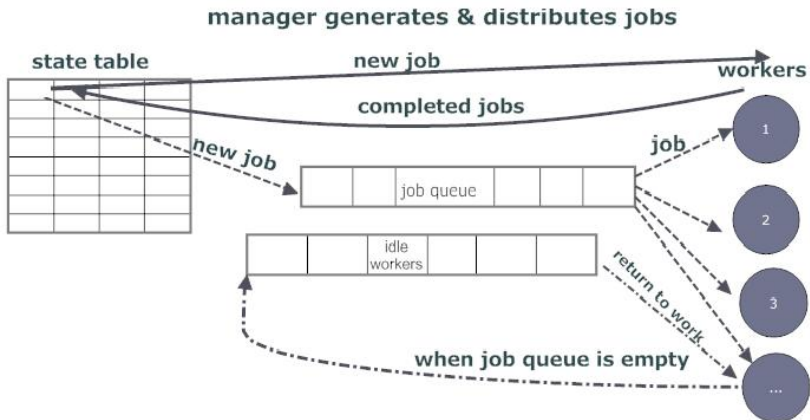 manager generates & distributes jobs
state table
new job
workers
completed jobs
new job
job
1
job queue
2
idle
workers
return to work
3
when job queue is empty
...